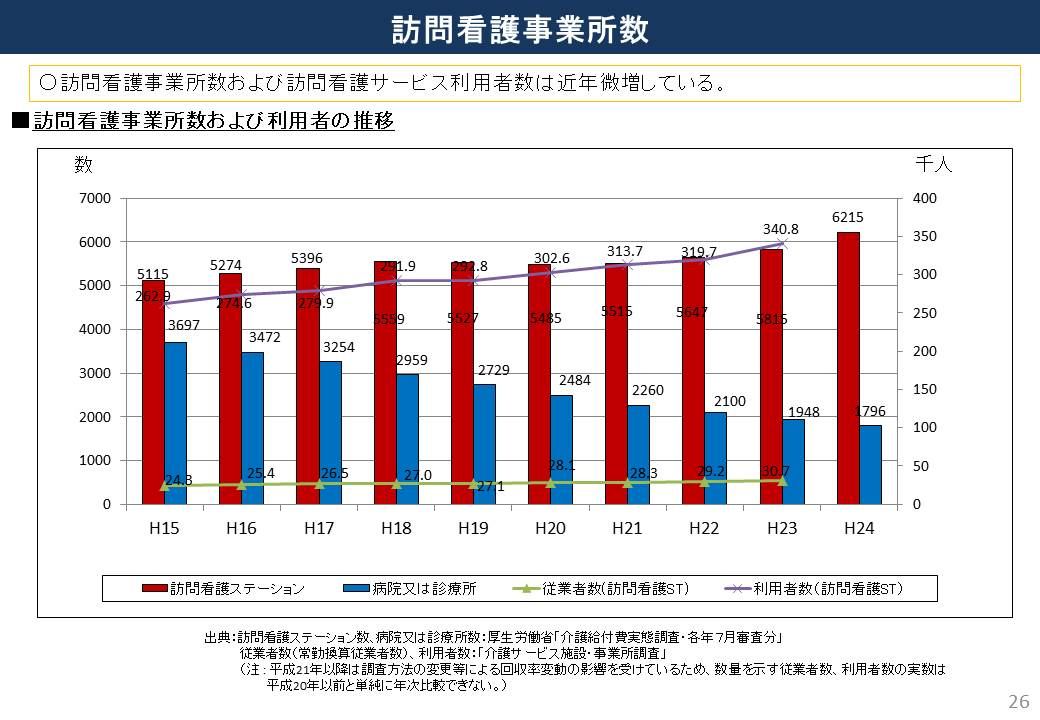 訪問看護事業所数
〇訪問看護事業所数および訪問看護サービス利用者数は近年微増している。
■訪問看護事業所数および利用者の推移
数 千人
7000 6000 5000 4000 3000 2000 1000 0
400 350 300 250 200 150 100 50 0
5115 5274 5396 5559 5527 5485 5515 5647 5815 6215
262.9 274.6 279.9 291.9 292.8 302.6 313.7 319.7 340.8
3697 3472 3254 2959 2729 2484 2260 2100 1948 1796
24.3 25.4 26.5 27.0 27.1 28.1 28.3 29.2 30.7
H15 H16 H17 H18 H19 H20 H21 H22 H23 H24
訪問看護ステーション 病院又は診療所 従業者数(訪問看護ST) 利用者数(訪問看護ST)
出典：訪問看護ステーション数、病院又は診療所数：厚生労働省「介護給付費実態調査・各年７月審査分」
従業者数（常勤換算従業者数）、利用者数：「介護サービス施設・事業所調査」
（注：平成21年以降は調査方法の変更等による回収率変動の影響を受けているため、数量を示す従業者数、利用者数の実数は
平成20年以前と単純に年次比較できない。）
26